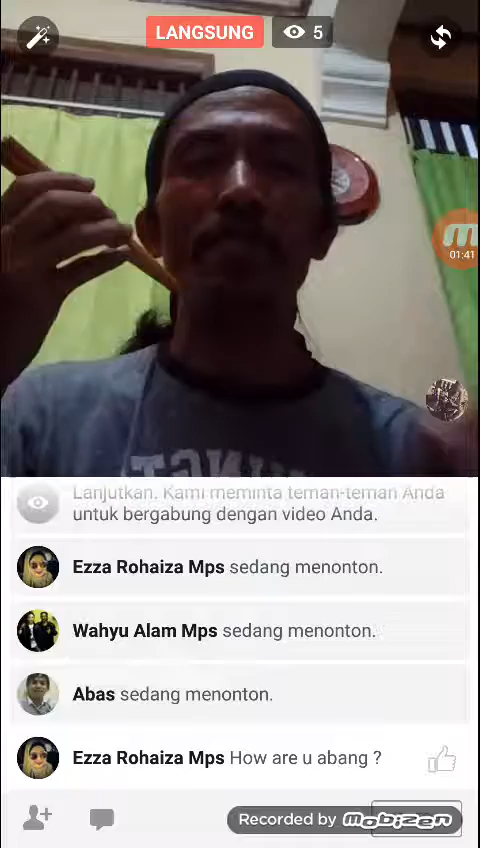 LANGSUNG 5
01:41
Lanjutkan. Kami meminta teman-teman Anda
untuk bergabung dengan video Anda.
Ezza Rohaiza Mps sedang menonton.
Wahyu Alam Mps sedang menonton.
Abas sedang menonton.
Ezza Rohaiza Mps How are u abang ?
Recorded by mobizen